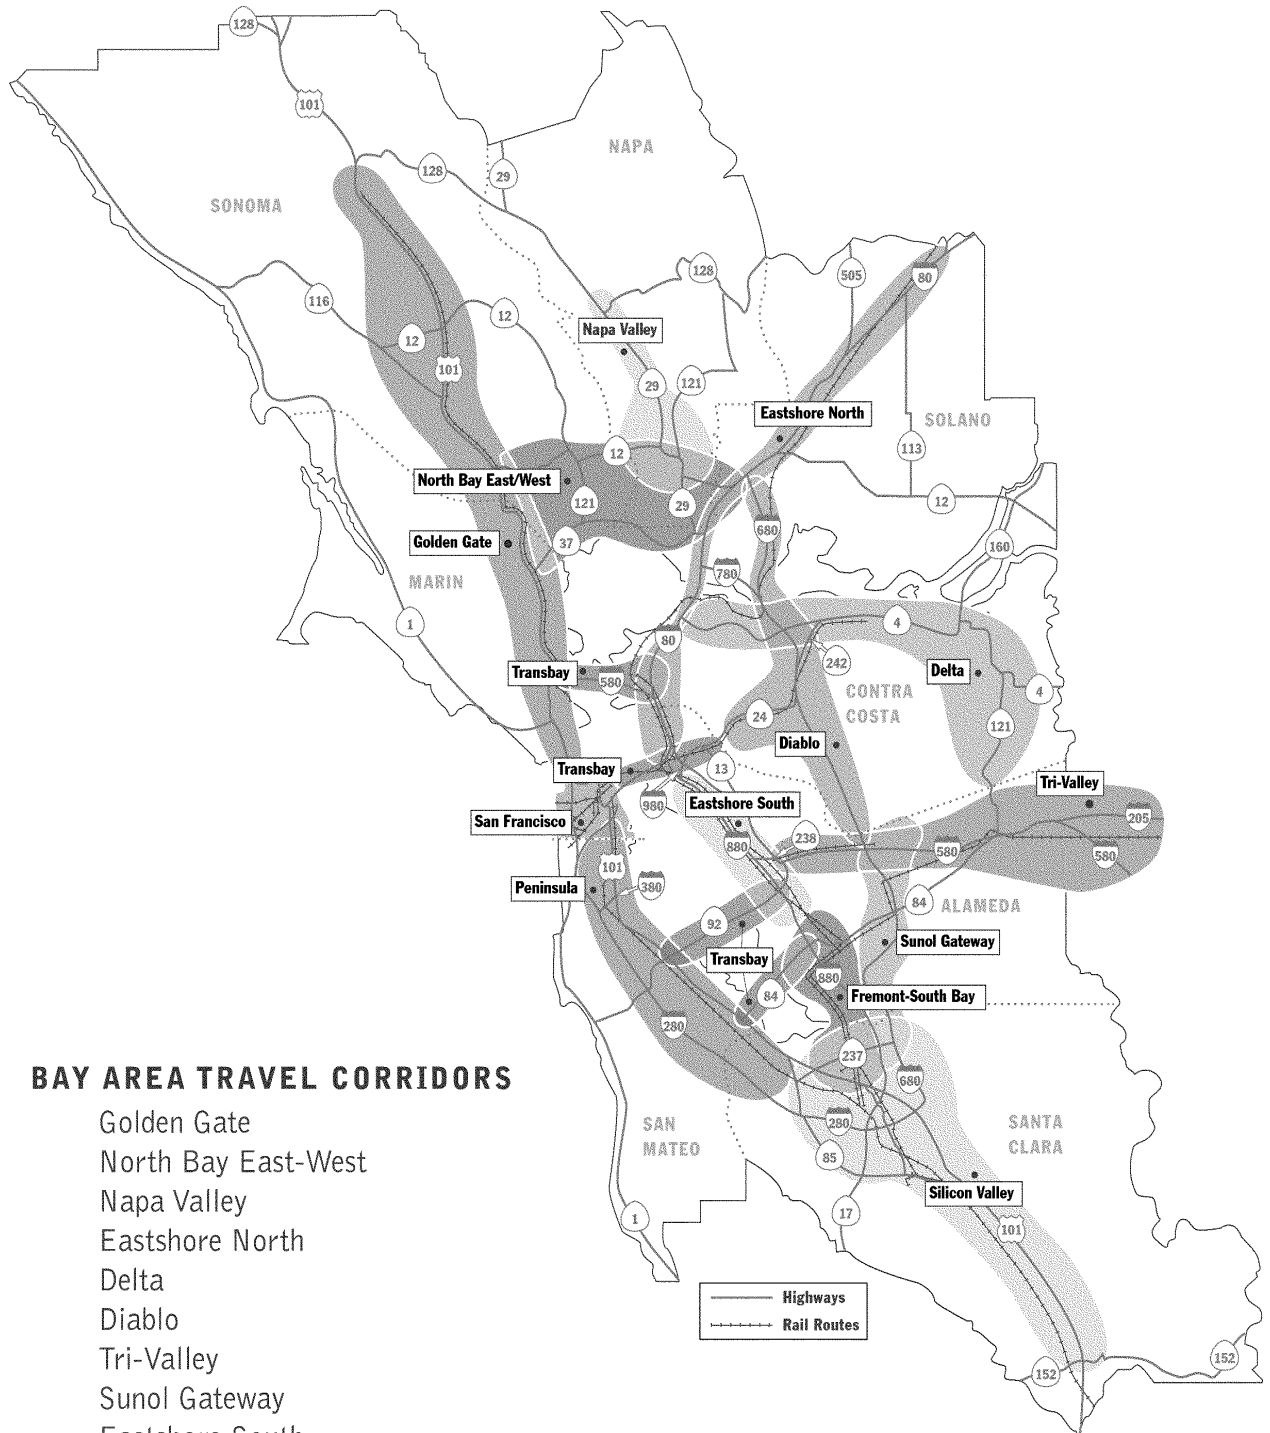 128
101
NAPA
128
29
SONOMA
128
505
80
116
12
12
Napa Valley
101
29
121
Eastshore North
SOLANO
113
12
North Bay East/West
121
29
12
680
Golden Gate
37
160
780
MARIN
1
4
80
242
Transbay
580
Delta
4
CONTRA
COSTA
24
121
Diablo
Transbay
13
Tri-Valley
980
Eastshore South
205
San Francisco
880
238
580
580
101
Peninsula
380
84
ALAMEDA
92
Sunol Gateway
Transbay
880
84
Fremont-South Bay
280
237
680
BAY AREA TRAVEL CORRIDORS
Golden Gate
North Bay East-West
Napa Valley
Eastshore North
Delta
Diablo
Tri-Valley
Sunol Gateway
Eastshore South
SAN
MATEO
280
SANTA
CLARA
85
Silicon Valley
1
17
101
Highways
Rail Routes
152
152